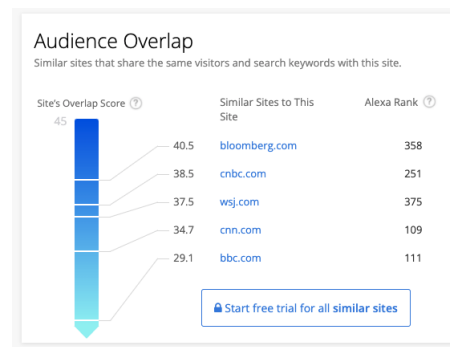 Audience Overlap
Similar sites that share the same visitors and search keywords with this site.
Site's Overlap Score ?
Similar Sites to This
Site
Alexa Rank ?
45
40.5 bloomberg.com 358
38.5 cnbc.com 251
37.5 wsj.com 375
34.7 cnn.com 109
29.1 bbc.com 111
Start free trial for all similar sites